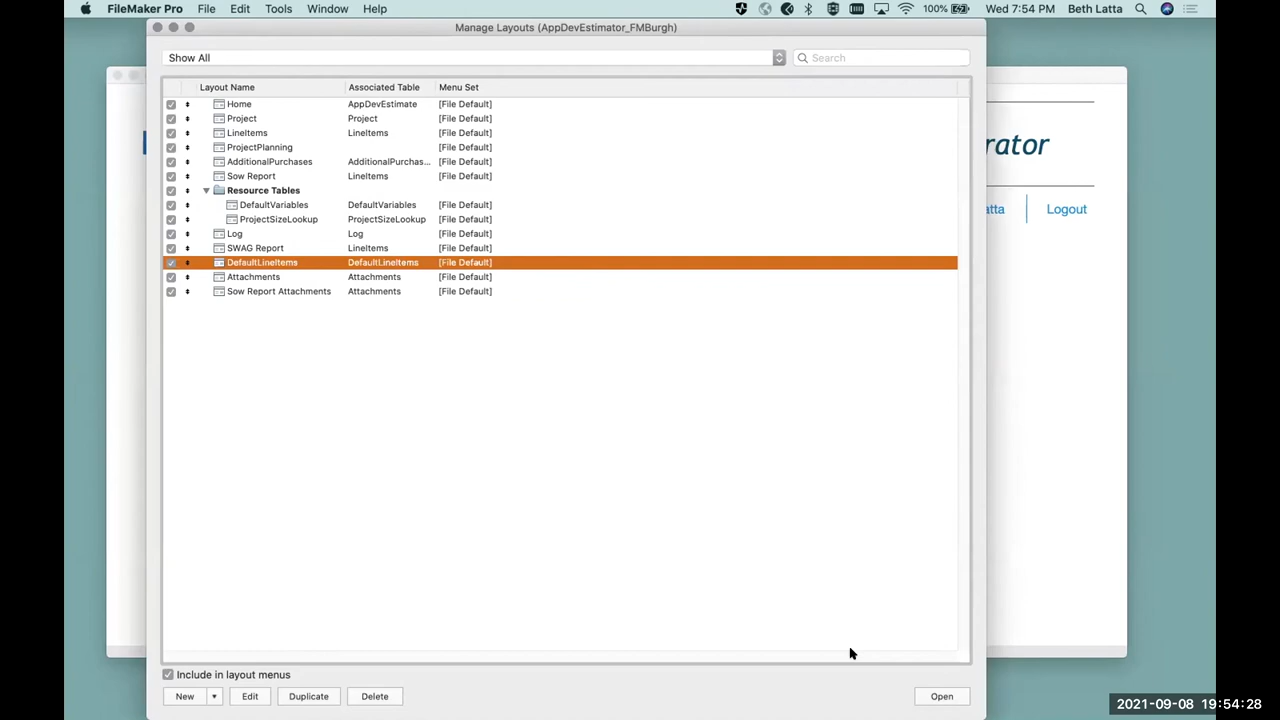 FileMaker Pro File Edit Tools Window Help 100% Wed 7:54 PM Beth Latta
Manage Layouts (AppDevEstimator_FMBurgh)
Show All Search
Layout Name Associated Table Menu Set
Home AppDevEstimate [File Default]
Project Project [File Default]
LineItems LineItems [File Default]
ProjectPlanning [File Default]
AdditionalPurchases AdditionalPurchas... [File Default]
Sow Report LineItems [File Default]
Resource Tables
DefaultVariables DefaultVariables [File Default]
ProjectSizeLookup ProjectSizeLookup [File Default]
Log Log [File Default]
SWAG Report LineItems [File Default]
DefaultLineItems DefaultLineItems [File Default]
Attachments Attachments [File Default]
Sow Report Attachments Attachments [File Default]
rator
atta Logout
Include in layout menus
New Edit Duplicate Delete Open
2021-09-08 19:54:28